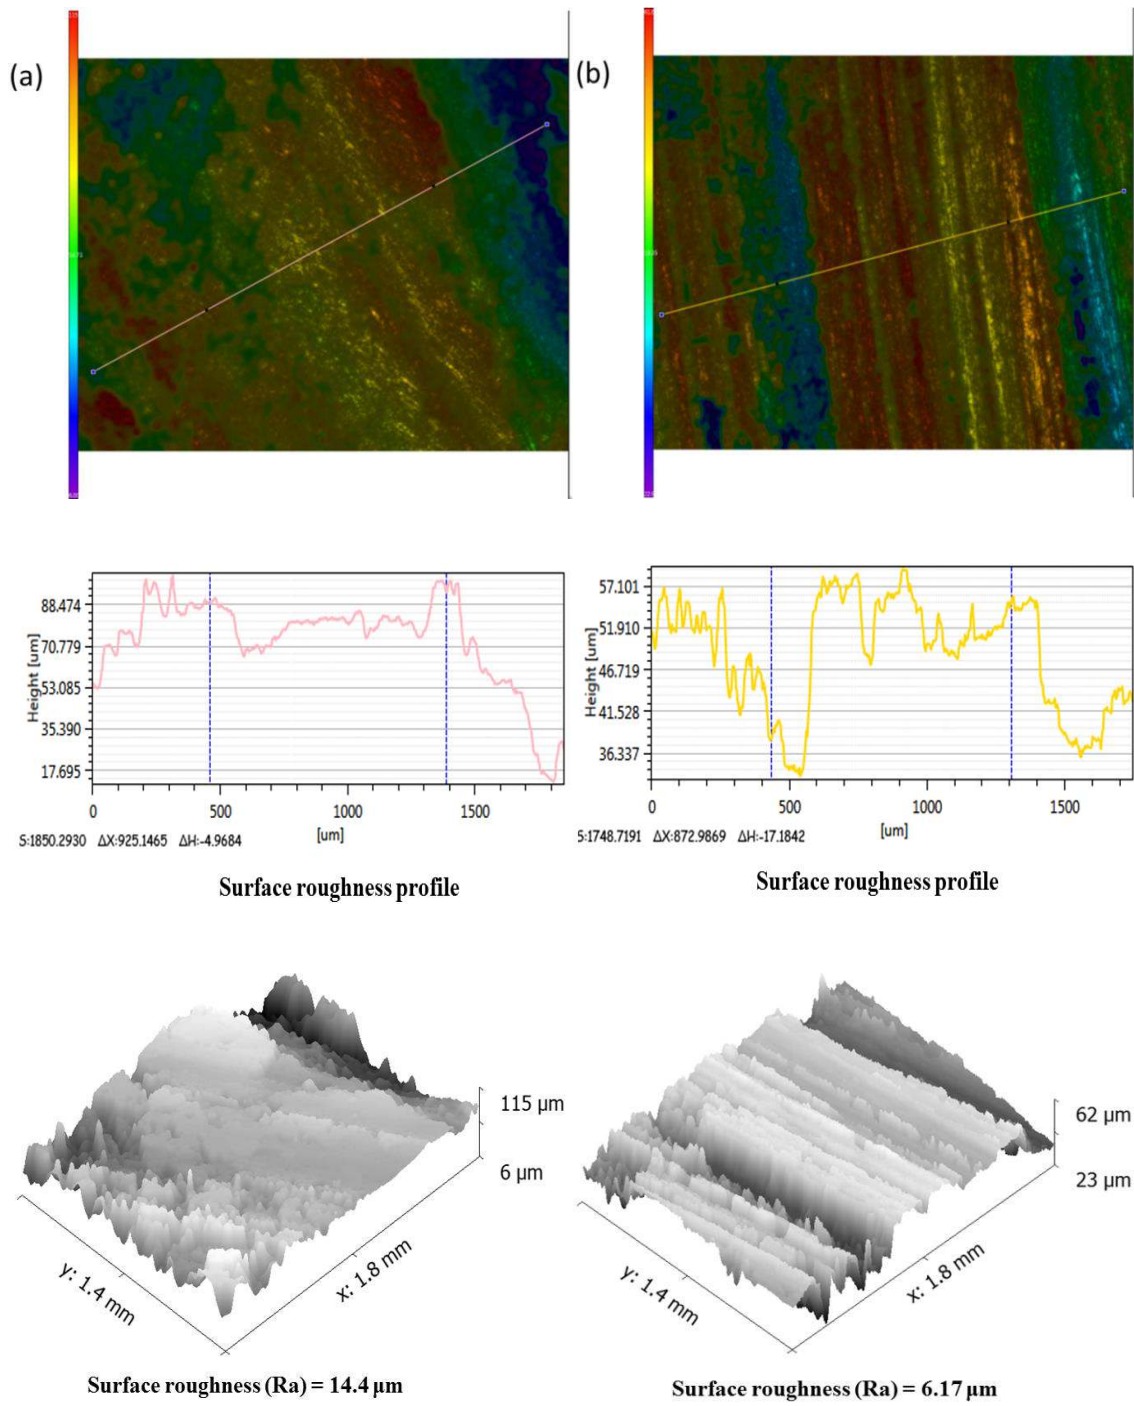 (a)
(b)
Height [um]
88.474
70.779
53.085
35.390
17.695
0
500
1000
1500
[um]
S:1850.2930 ΔX:925.1465 ΔH:-4.9684
Surface roughness profile
Height [um]
57.101
51.910
46.719
41.528
36.337
0
500
1000
1500
[um]
S:1748.7191 ΔX:872.9869 ΔH:-17.1842
Surface roughness profile
115 µm
6 µm
y: 1.4 mm
x: 1.8 mm
Surface roughness (Ra) = 14.4 µm
62 µm
23 µm
y: 1.4 mm
x: 1.8 mm
Surface roughness (Ra) = 6.17 µm